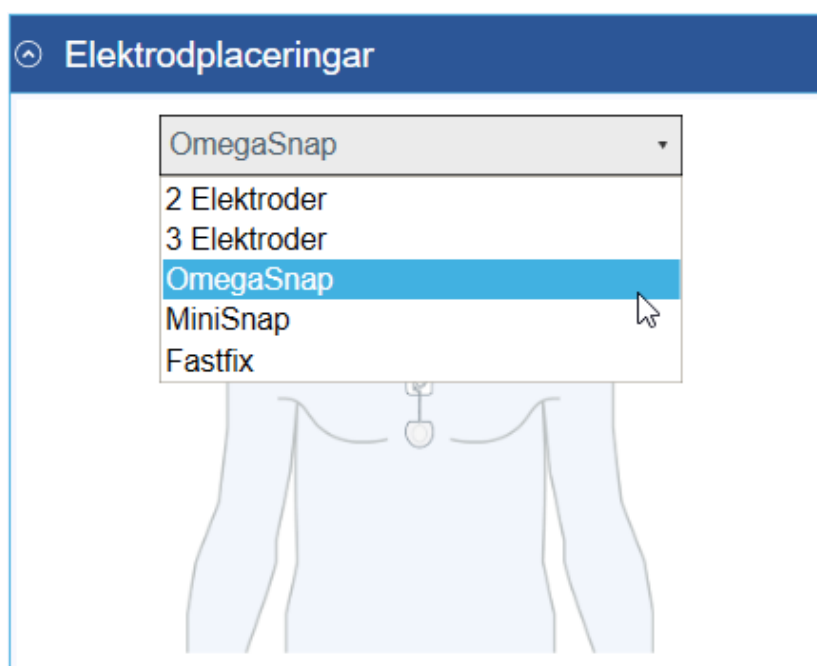 Elektrodplaceringar
OmegaSnap
2 Elektroder
3 Elektroder
OmegaSnap
MiniSnap
Fastfix